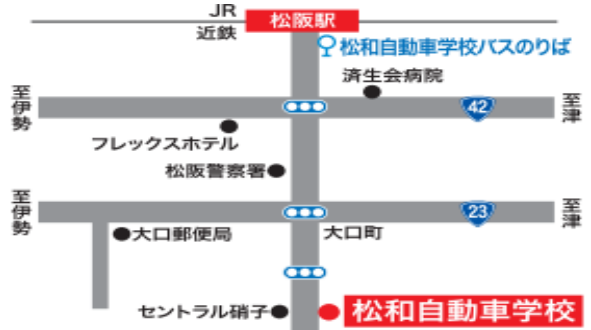 JR
松阪駅
近鉄
松和自動車学校バスのりば
済生会病院
至伊勢
42
至津
フレックスホテル
松阪警察署
至伊勢
23
至津
大口郵便局
大口町
セントラル硝子
松和自動車学校